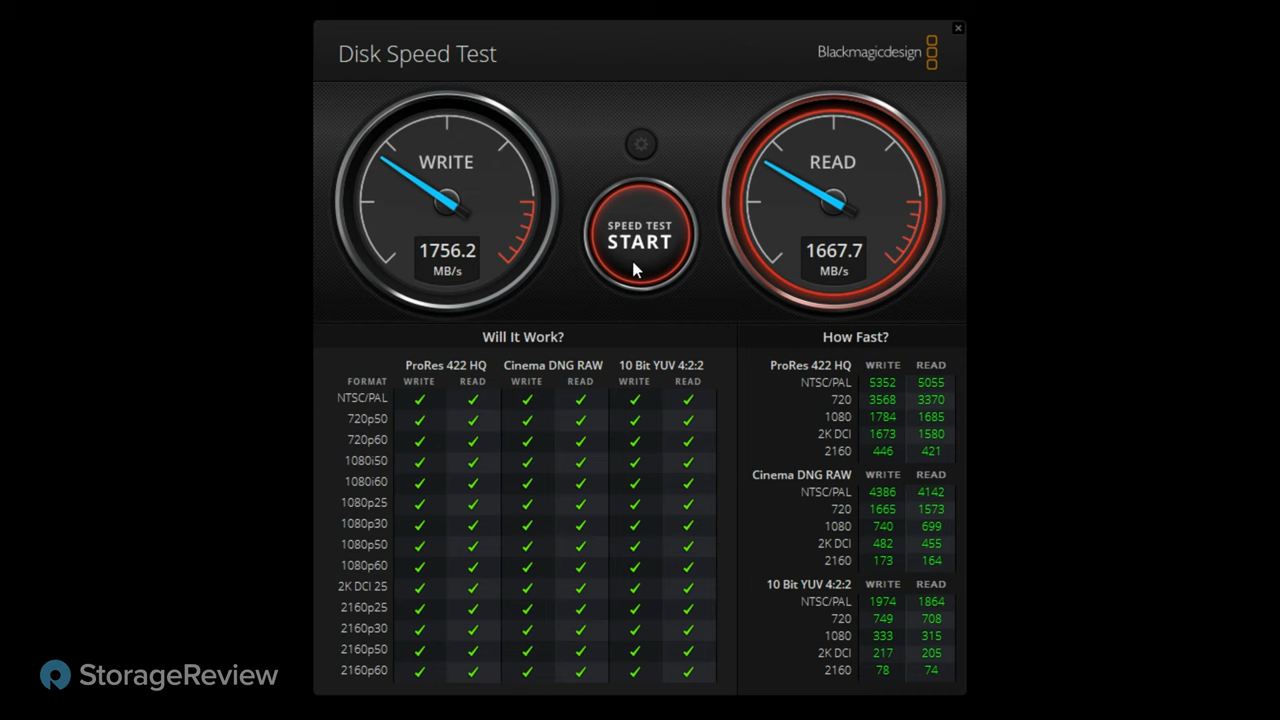 Disk Speed Test
Blackmagicdesign
WRITE
1756.2
MB/s
SPEED TEST
START
READ
1667.7
MB/s
Will It Work?
ProRes 422 HQ Cinema DNG RAW 10 Bit YUV 4:2:2
FORMAT WRITE READ WRITE READ WRITE READ
NTSC/PAL ✓ ✓ ✓ ✓ ✓ ✓
720p50 ✓ ✓ ✓ ✓ ✓ ✓
720p60 ✓ ✓ ✓ ✓ ✓ ✓
1080i50 ✓ ✓ ✓ ✓ ✓ ✓
1080i60 ✓ ✓ ✓ ✓ ✓ ✓
1080p25 ✓ ✓ ✓ ✓ ✓ ✓
1080p30 ✓ ✓ ✓ ✓ ✓ ✓
1080p50 ✓ ✓ ✓ ✓ ✓ ✓
1080p60 ✓ ✓ ✓ ✓ ✓ ✓
2K DCI 25 ✓ ✓ ✓ ✓ ✓ ✓
2160p25 ✓ ✓ ✓ ✓ ✓ ✓
2160p30 ✓ ✓ ✓ ✓ ✓ ✓
2160p50 ✓ ✓ ✓ ✓ ✓ ✓
2160p60 ✓ ✓ ✓ ✓ ✓ ✓
How Fast?
ProRes 422 HQ WRITE READ
NTSC/PAL 5352 5055
720 3568 3370
1080 1784 1685
2K DCI 1673 1580
2160 446 421
Cinema DNG RAW WRITE READ
NTSC/PAL 4386 4142
720 1665 1573
1080 740 699
2K DCI 482 455
2160 173 164
10 Bit YUV 4:2:2 WRITE READ
NTSC/PAL 1974 1864
720 749 708
1080 333 315
2K DCI 217 205
2160 78 74
StorageReview